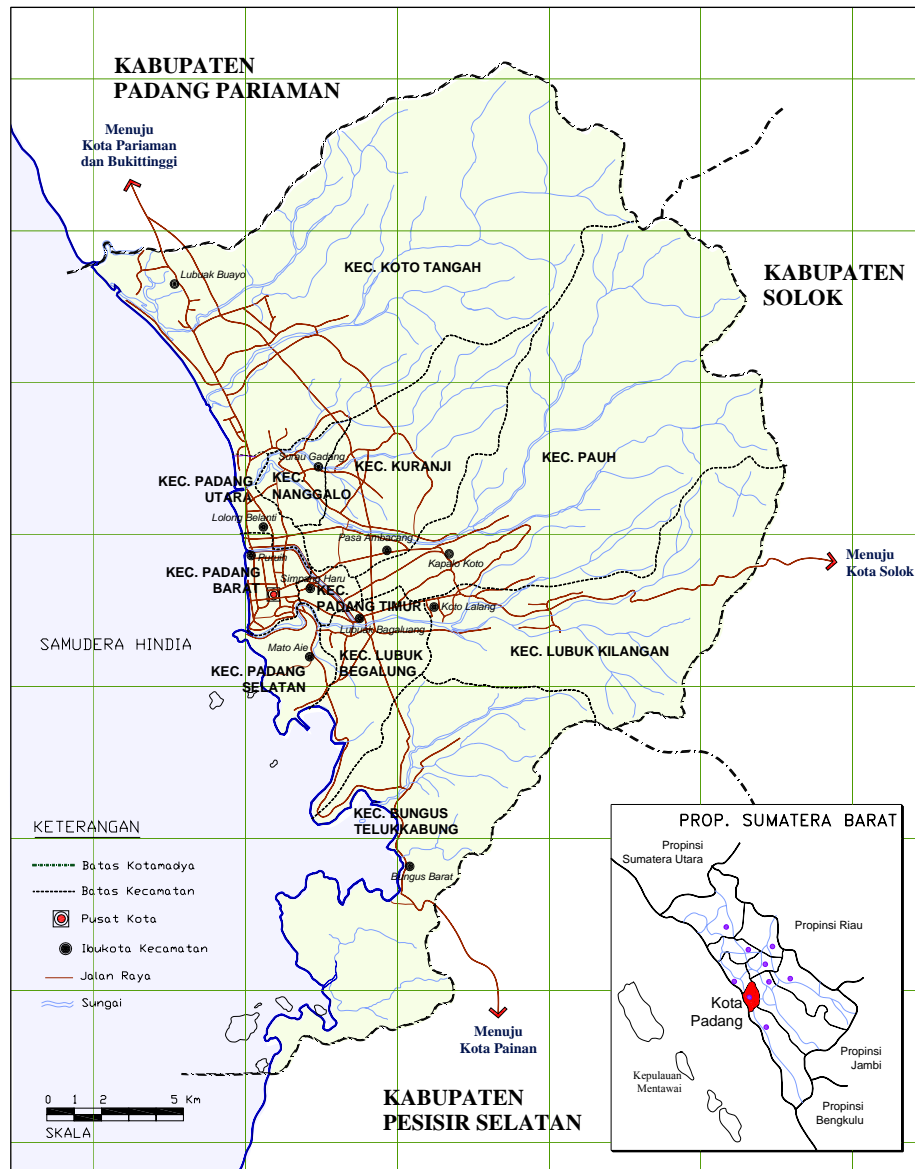 KABUPATEN
PADANG PARIAMAN
Menuju
Kota Pariaman
dan Bukittinggi
Lubuak Buayo
KEC. KOTO TANGAH
KABUPATEN
SOLOK
Surau Gadang
KEC. KURANJI
KEC. PAUH
KEC.
NANGGALO
KEC. PADANG
UTARA
Lolong Belanti
Pasa Ambacang
Kapalo Koto
Puruih
KEC. PADANG
BARAT
Simpang Haru
KEC.
PADANG TIMUR
Koto Lalang
Lubuak Bagaluang
Menuju
Kota Solok
SAMUDERA HINDIA
Mato Aie
KEC. LUBUK
BEGALUNG
KEC. LUBUK KILANGAN
KEC. PADANG
SELATAN
KEC. BUNGUS
TELUKKABUNG
Bungus Barat
Menuju
Kota Painan
KABUPATEN
PESISIR SELATAN
KETERANGAN
Batas Kotamadya
Batas Kecamatan
Pusat Kota
Ibukota Kecamatan
Jalan Raya
Sungai
0 1 2 5 Km
SKALA
PROP. SUMATERA BARAT
Propinsi
Sumatera Utara
Propinsi Riau
Kota
Padang
Propinsi
Jambi
Kepulauan
Mentawai
Propinsi
Bengkulu